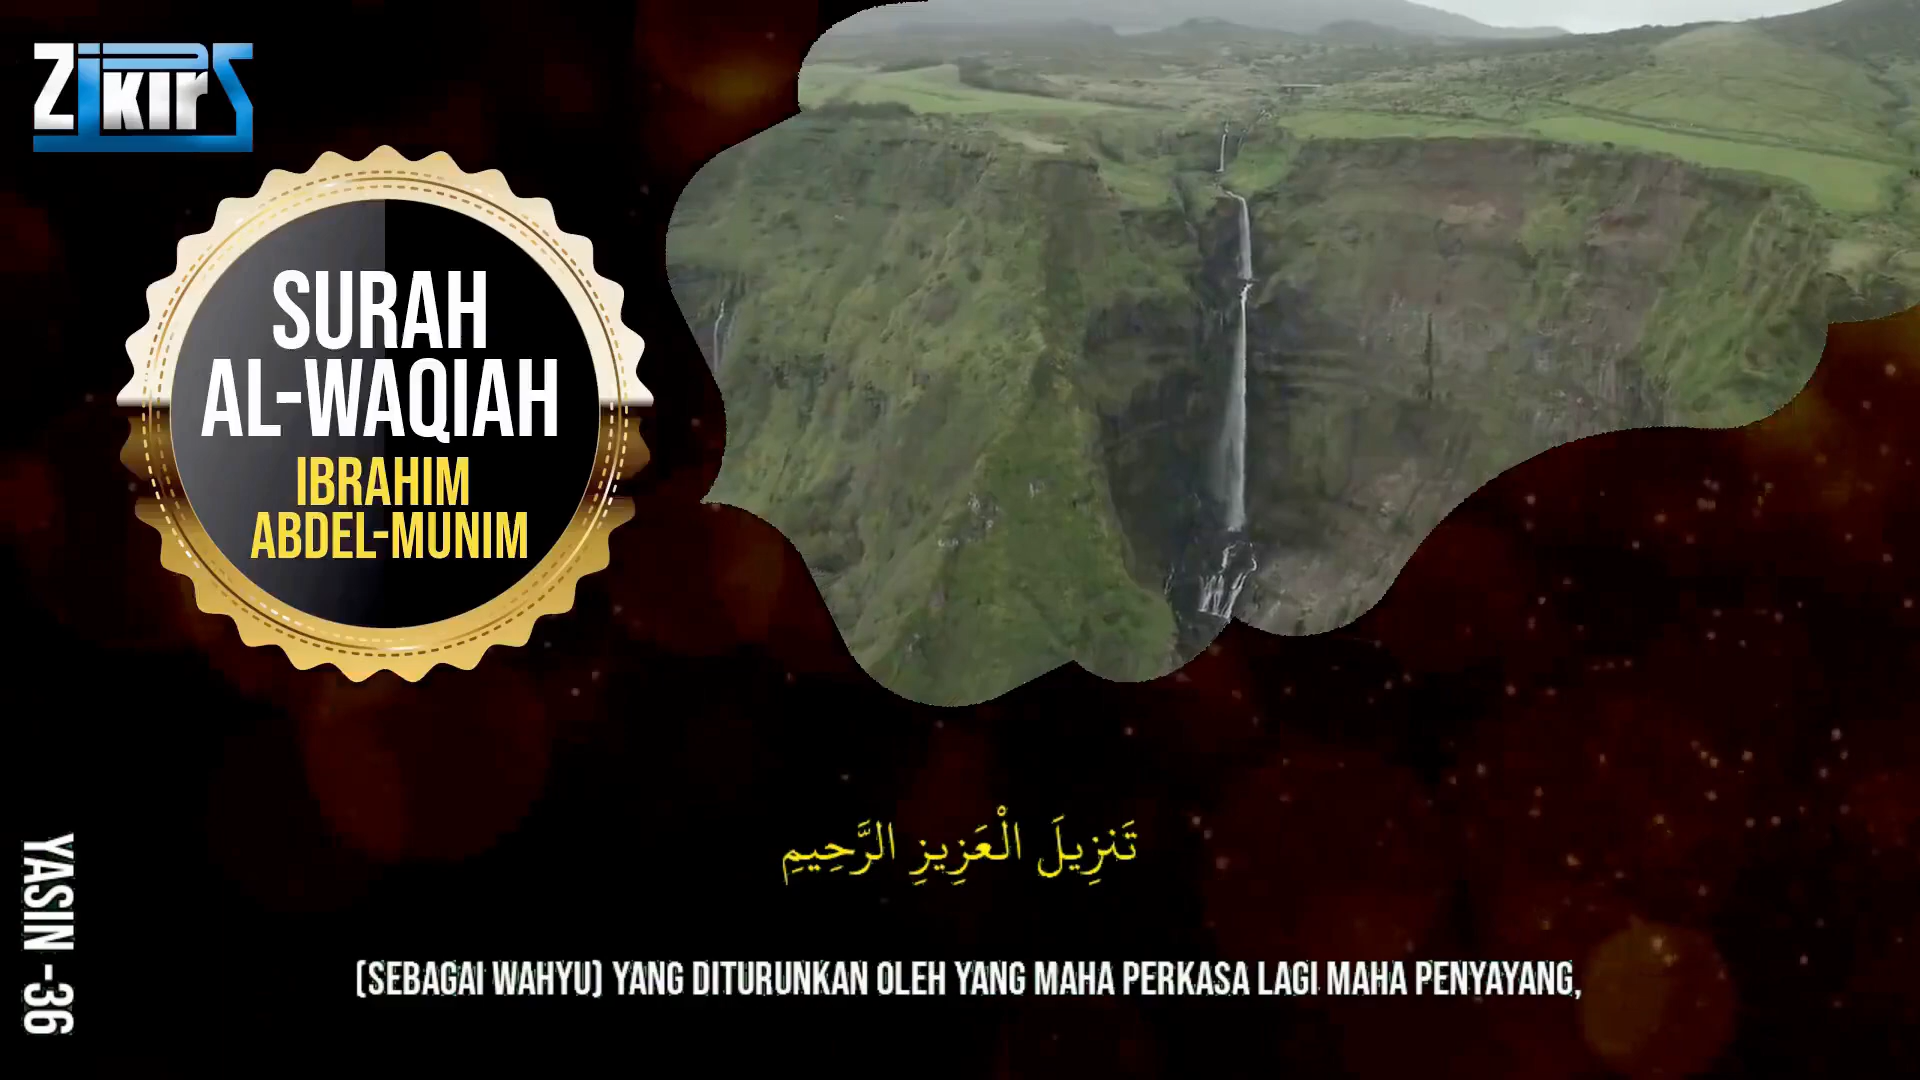 ZikirS
SURAH
AL-WAQIAH
IBRAHIM
ABDEL-MUNIM
تَنزِيلَ الْعَزِيزِ الرَّحِيمِ
(SEBAGAI WAHYU) YANG DITURUNKAN OLEH YANG MAHA PERKASA LAGI MAHA PENYAYANG,
YASIN -36